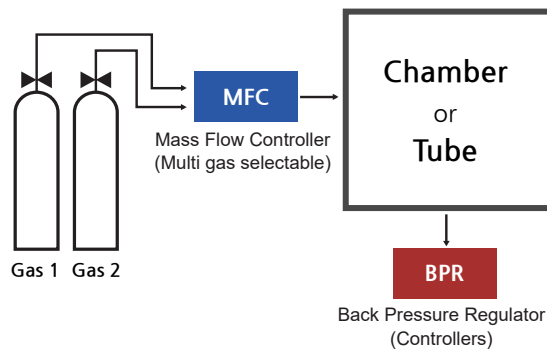 MFC
Mass Flow Controller
(Multi gas selectable)
Chamber
or
Tube
Gas 1
Gas 2
BPR
Back Pressure Regulator
(Controllers)